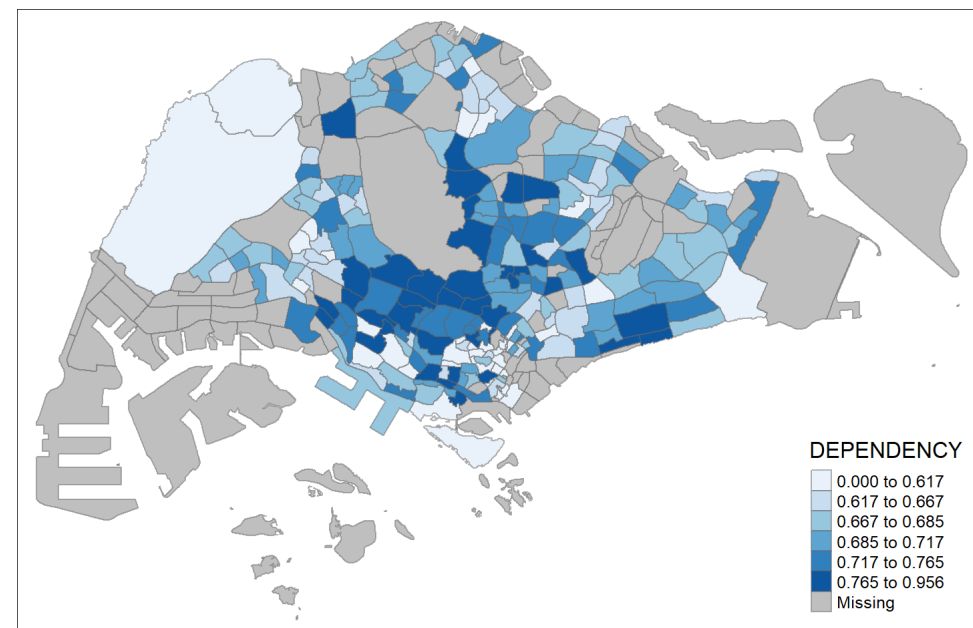 DEPENDENCY
0.000 to 0.617
0.617 to 0.667
0.667 to 0.685
0.685 to 0.717
0.717 to 0.765
0.765 to 0.956
Missing